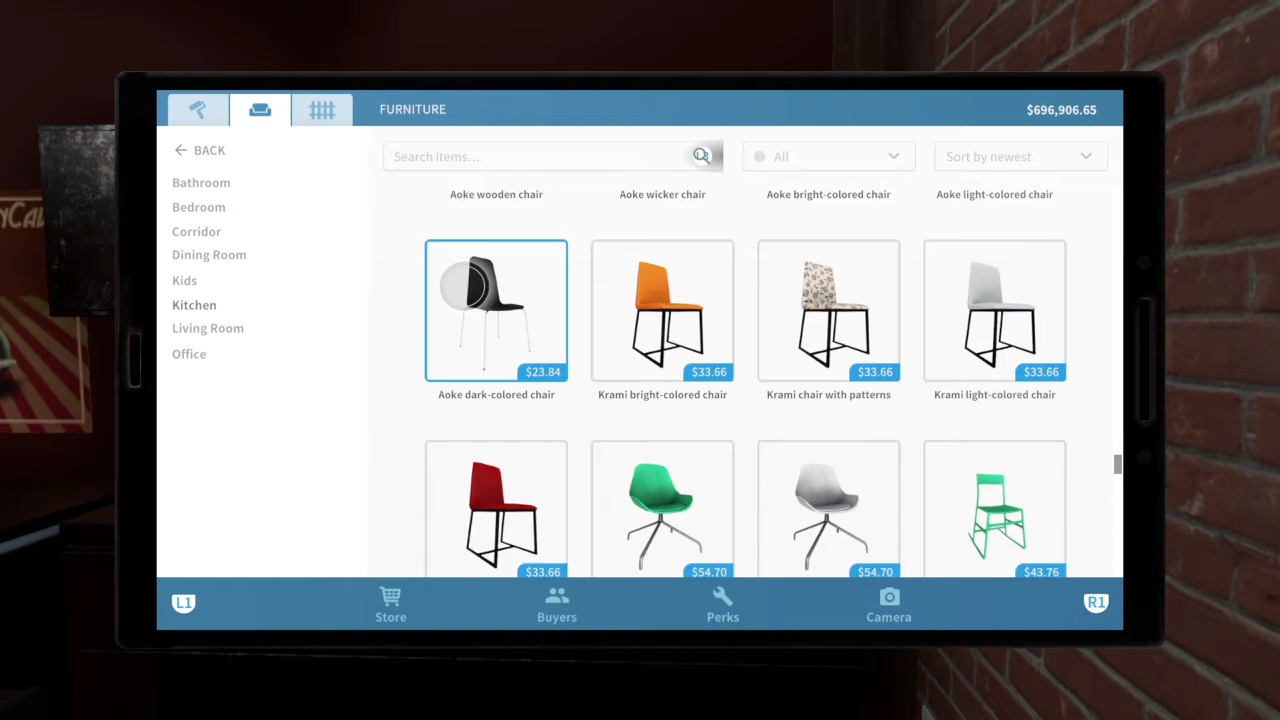 FURNITURE
$696,906.65
BACK
Search items...
All
Sort by newest
Bathroom
Bedroom
Corridor
Dining Room
Kids
Kitchen
Living Room
Office
Aoke wooden chair
Aoke wicker chair
Aoke bright-colored chair
Aoke light-colored chair
$23.84
$33.66
$33.66
$33.66
Aoke dark-colored chair
Krami bright-colored chair
Krami chair with patterns
Krami light-colored chair
$33.66
$54.70
$54.70
$43.76
L1
Store
Buyers
Perks
Camera
R1